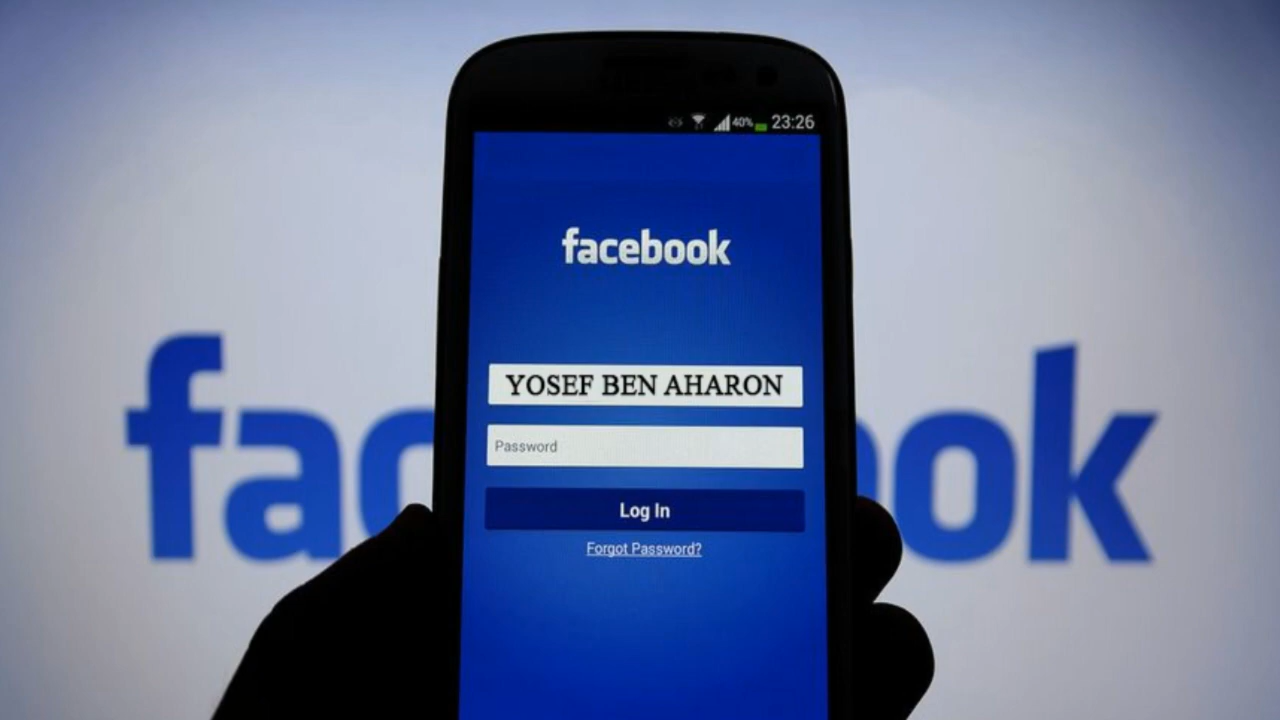 40% 23:26
facebook
YOSEF BEN AHARON
Password
Log In
Forgot Password?
fac ook